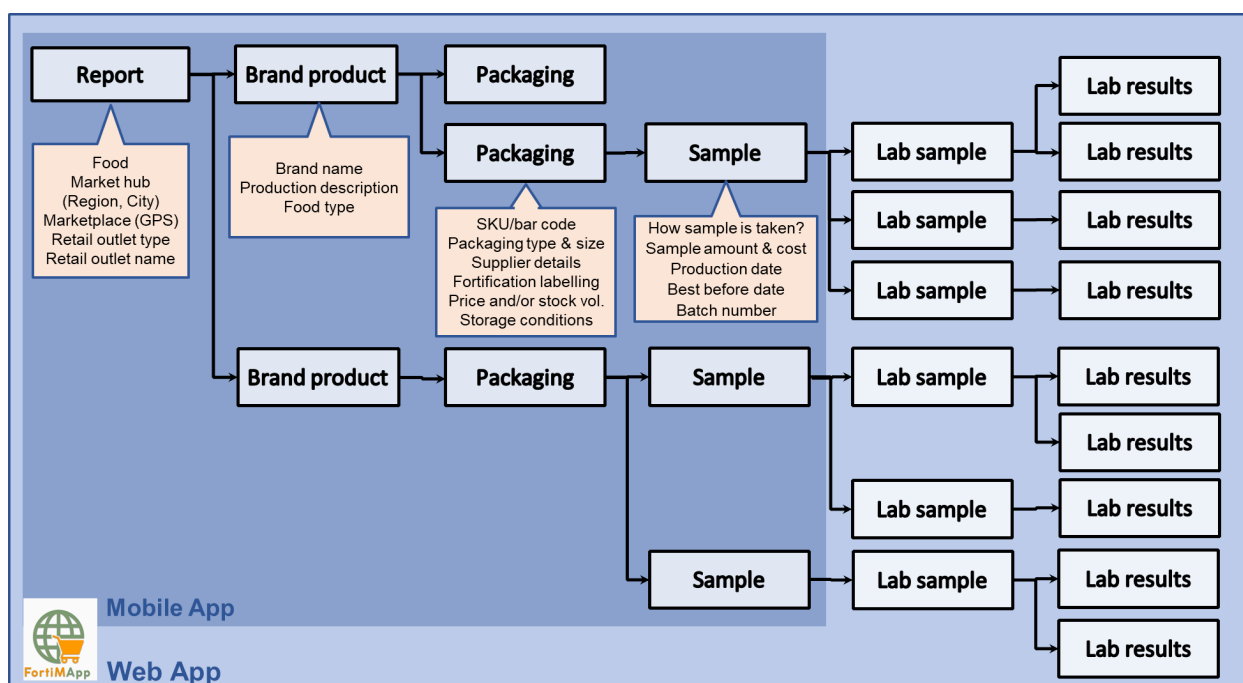 Report
Brand product
Packaging
Lab results
Packaging
Sample
Lab sample
Lab results
Food
Market hub
(Region, City)
Marketplace (GPS)
Retail outlet type
Retail outlet name
Brand name
Production description
Food type
SKU/bar code
Packaging type & size
Supplier details
Fortification labelling
Price and/or stock vol.
Storage conditions
How sample is taken?
Sample amount & cost
Production date
Best before date
Batch number
Lab sample
Lab results
Lab sample
Lab results
Brand product
Packaging
Sample
Lab sample
Lab results
Lab results
Lab sample
Lab results
Sample
Lab sample
Lab results
Lab results
Mobile App
FortiMApp
Web App